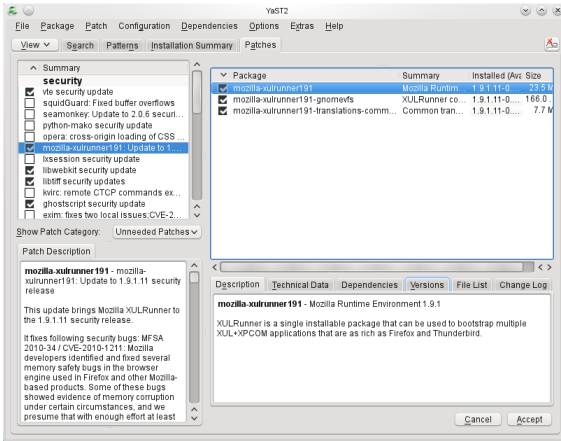 YaST2
File Package Patch Configuration Dependencies Options Extras Help
View Search Patterns Installation Summary Patches
Summary
security
vte security update
squidGuard: Fixed buffer overflows
seamonkey: Update to 2.0.6 securi...
python-mako security update
opera: cross-origin loading of CSS ...
mozilla-xulrunner191: Update to 1....
lxsession security update
libwebkit security update
libtiff security updates
kvirc: remote CTCP commands ex...
ghostscript security update
exim: fixes two local issues;CVE-2...
Show Patch Category: Unneeded Patches
Patch Description
mozilla-xulrunner191 - mozilla-
xulrunner191: Update to 1.9.1.11 security
release
This update brings Mozilla XULRunner to
the 1.9.1.11 security release.
It fixes following security bugs: MFSA
2010-34 / CVE-2010-1211: Mozilla
developers identified and fixed several
memory safety bugs in the browser
engine used in Firefox and other Mozilla-
based products. Some of these bugs
showed evidence of memory corruption
under certain circumstances, and we
presume that with enough effort at least
Package Summary Installed (Ava Size
mozilla-xulrunner191 Mozilla Runtim... 1.9.1.11-0.... 23.5 M
mozilla-xulrunner191-gnomevfs XULRunner co... 1.9.1.11-0.... 166.0 .
mozilla-xulrunner191-translations-comm... Common tran... 1.9.1.11-0.... 7.7 M
Description Technical Data Dependencies Versions File List Change Log
mozilla-xulrunner191 - Mozilla Runtime Environment 1.9.1
XULRunner is a single installable package that can be used to bootstrap multiple
XUL+XPCOM applications that are as rich as Firefox and Thunderbird.
Cancel Accept